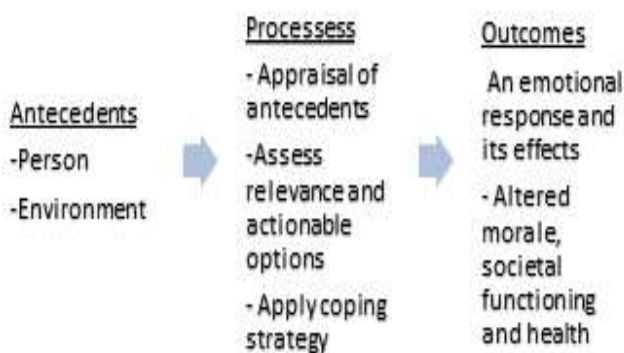 Antecedents
-Person
-Environment
Processess
- Appraisal of
antecedents
-Assess
relevance and
actionable
options
- Apply coping
strategy
Outcomes
An emotional
response and
its effects
- Altered
morale,
societal
functioning
and health